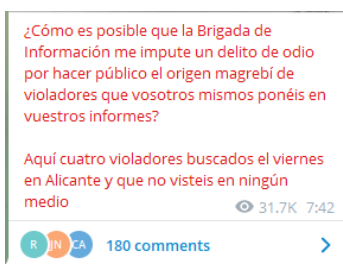 ¿Cómo es posible que la Brigada de
Información me impute un delito de odio
por hacer público el origen magrebí de
violadores que vosotros mismos ponéis en
vuestros informes?
Aquí cuatro violadores buscados el viernes
en Alicante y que no visteis en ningún
medio
31.7K 7:42
R JN CA 180 comments